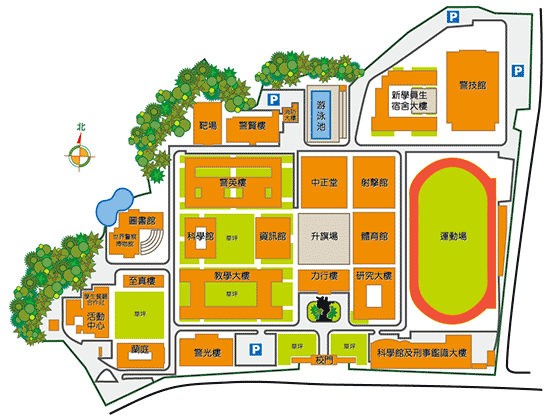 P
警技館
P
新學員生
宿舍大樓
P
游泳池
消防
大樓
靶場
警賢樓
北
警英樓
中正堂
射擊館
圖書館
世界警察
博物館
科學館
草坪
資訊館
升旗場
體育館
運動場
教學大樓
草坪
力行樓
研究大樓
至真樓
學生餐廳
合作社
活動
中心
草坪
蘭庭
警光樓
P
草坪
校門
草坪
科學館及刑事鑑識大樓